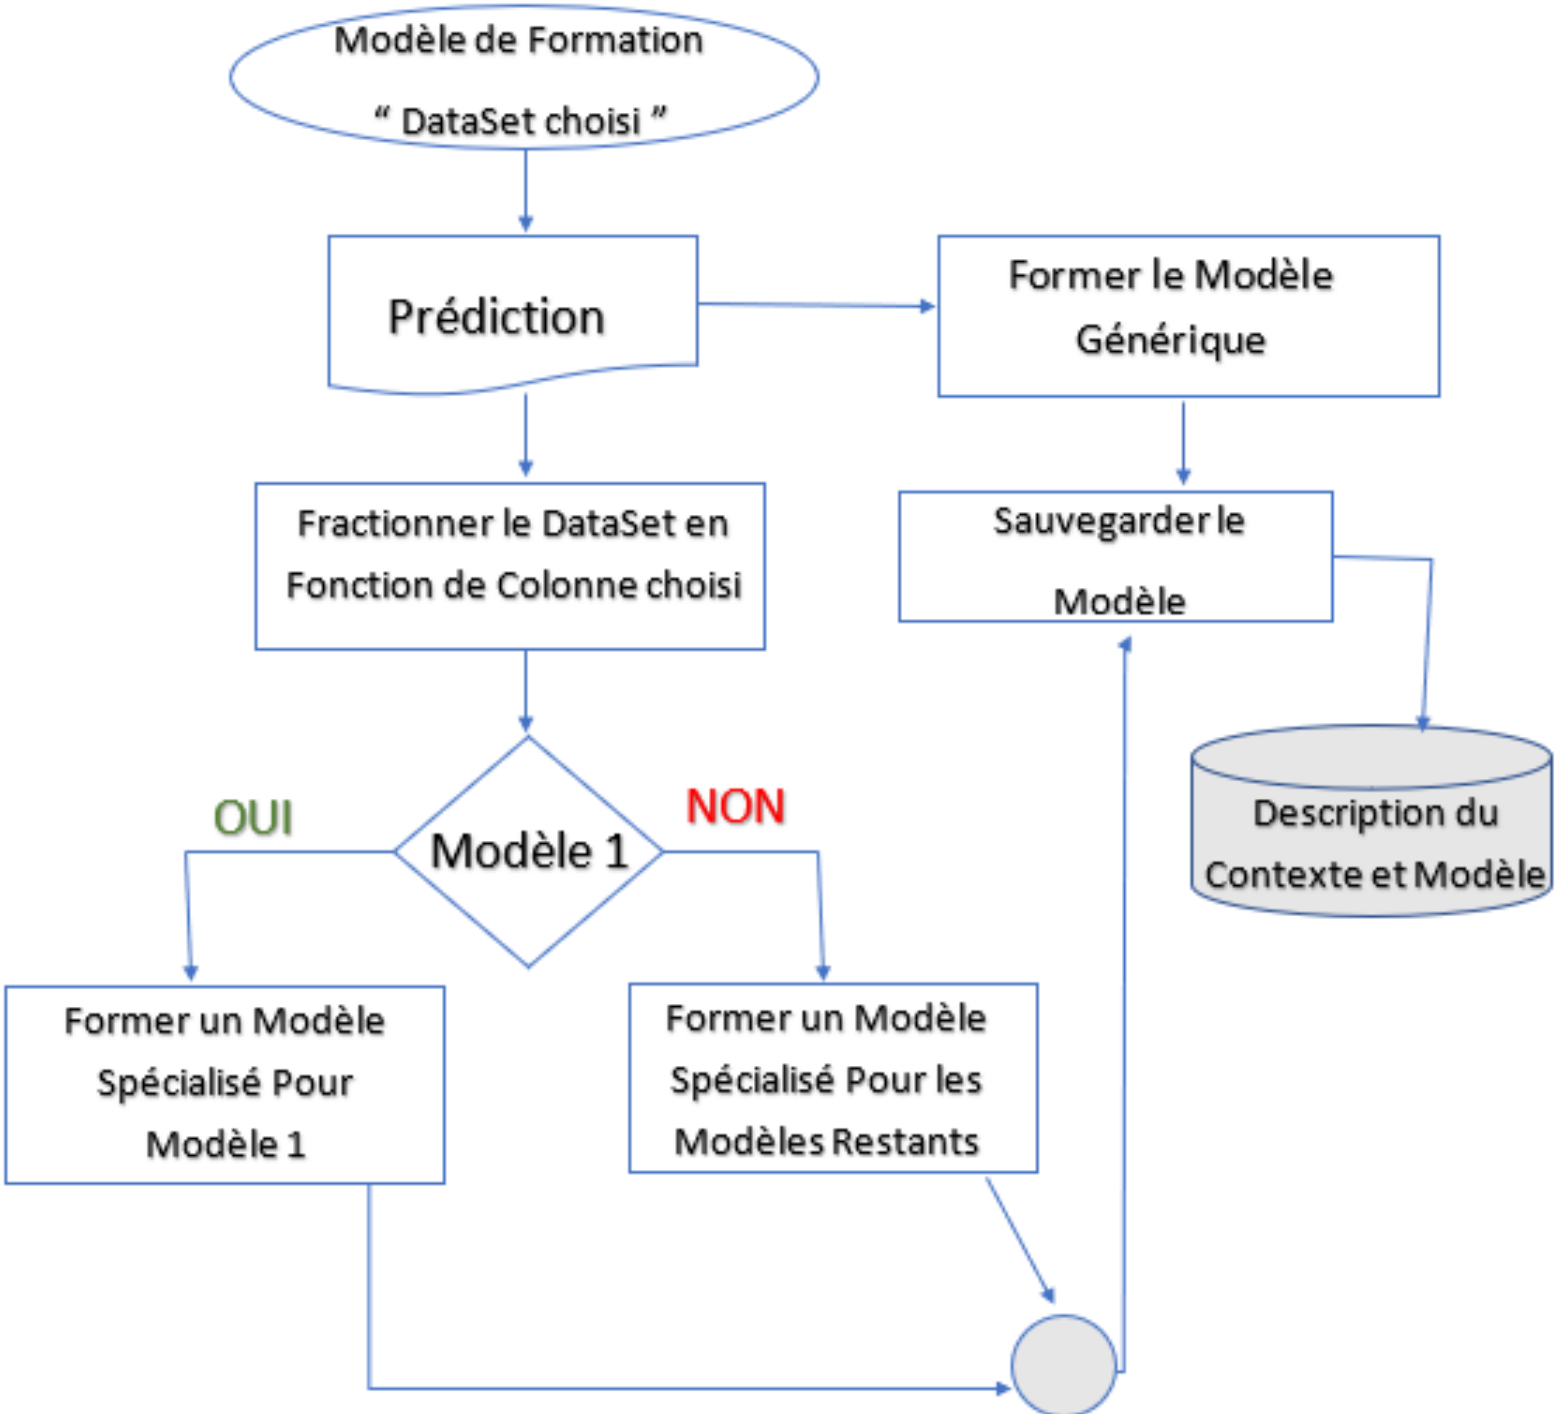 Modèle de Formation
“ DataSet choisi ”
Prédiction
Former le Modèle
Générique
Fractionner le DataSet en
Fonction de Colonne choisi
Sauvegarder le
Modèle
OUI
Modèle 1
NON
Description du
Contexte et Modèle
Former un Modèle
Spécialisé Pour
Modèle 1
Former un Modèle
Spécialisé Pour les
Modèles Restants